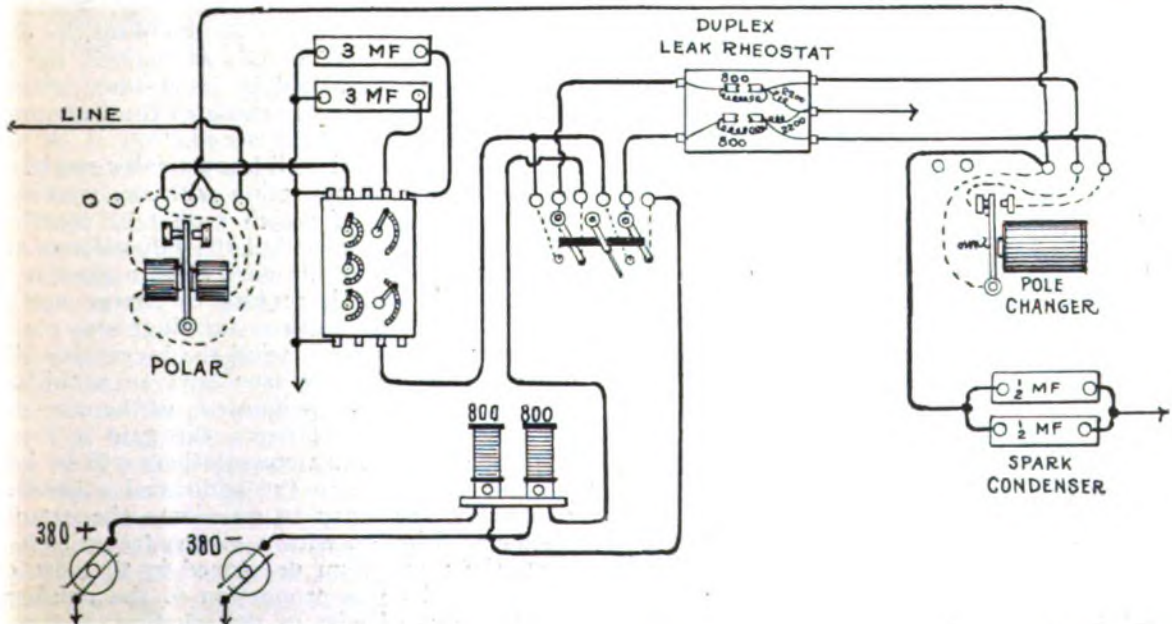 DUPLEX
LEAK RHEOSTAT
3 MF
3 MF
LINE
800
2200
2200
800
POLAR
POLE
CHANGER
800 800
½ MF
½ MF
SPARK
CONDENSER
380 +
380 -